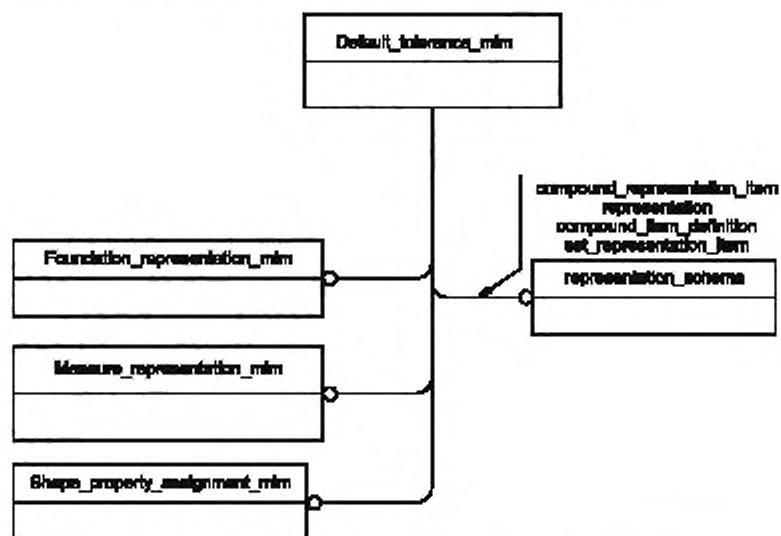 Default_tolerance_mim
compound_representation_item
representation
compound_item_definition
set_representation_item
Foundation_representation_mim
representation_schema
Measure_representation_mim
Shape_property_assignment_mim